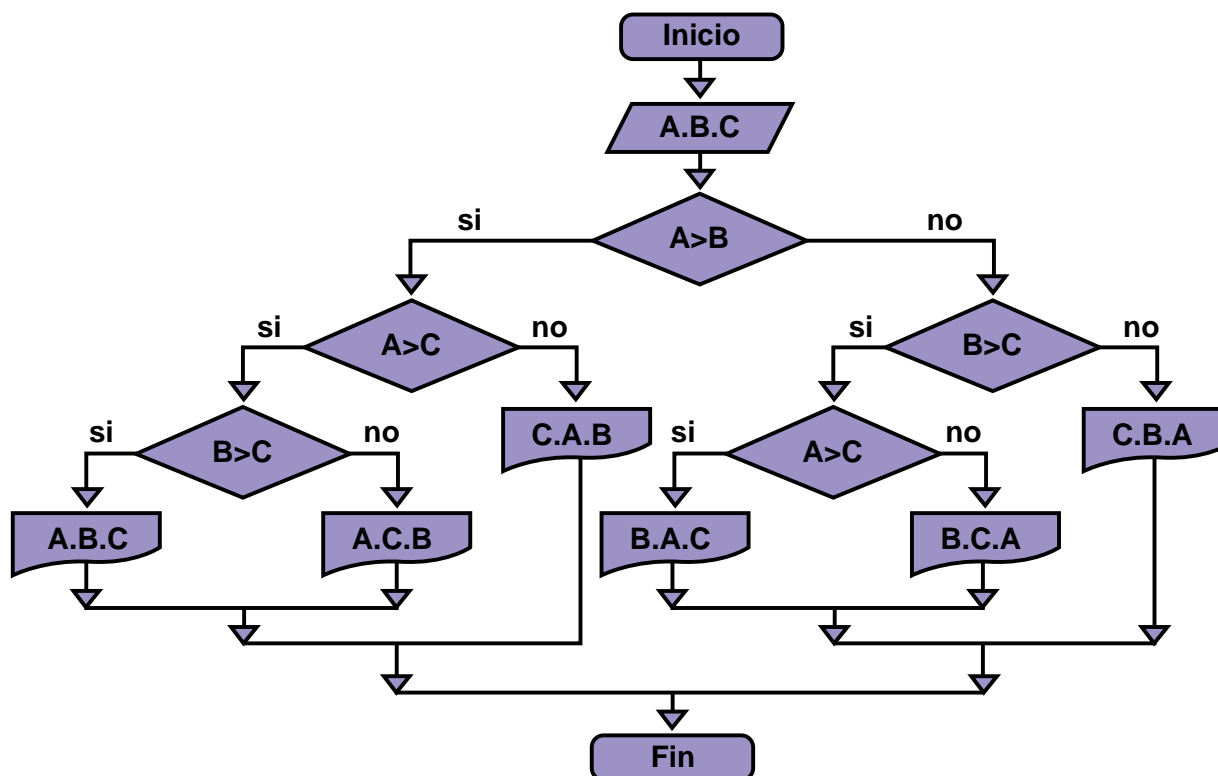 Inicio
A.B.C
si
A>B
no
si
A>C
no
si
B>C
no
si
B>C
no
C.A.B
si
A>C
no
C.B.A
A.B.C
A.C.B
B.A.C
B.C.A
Fin